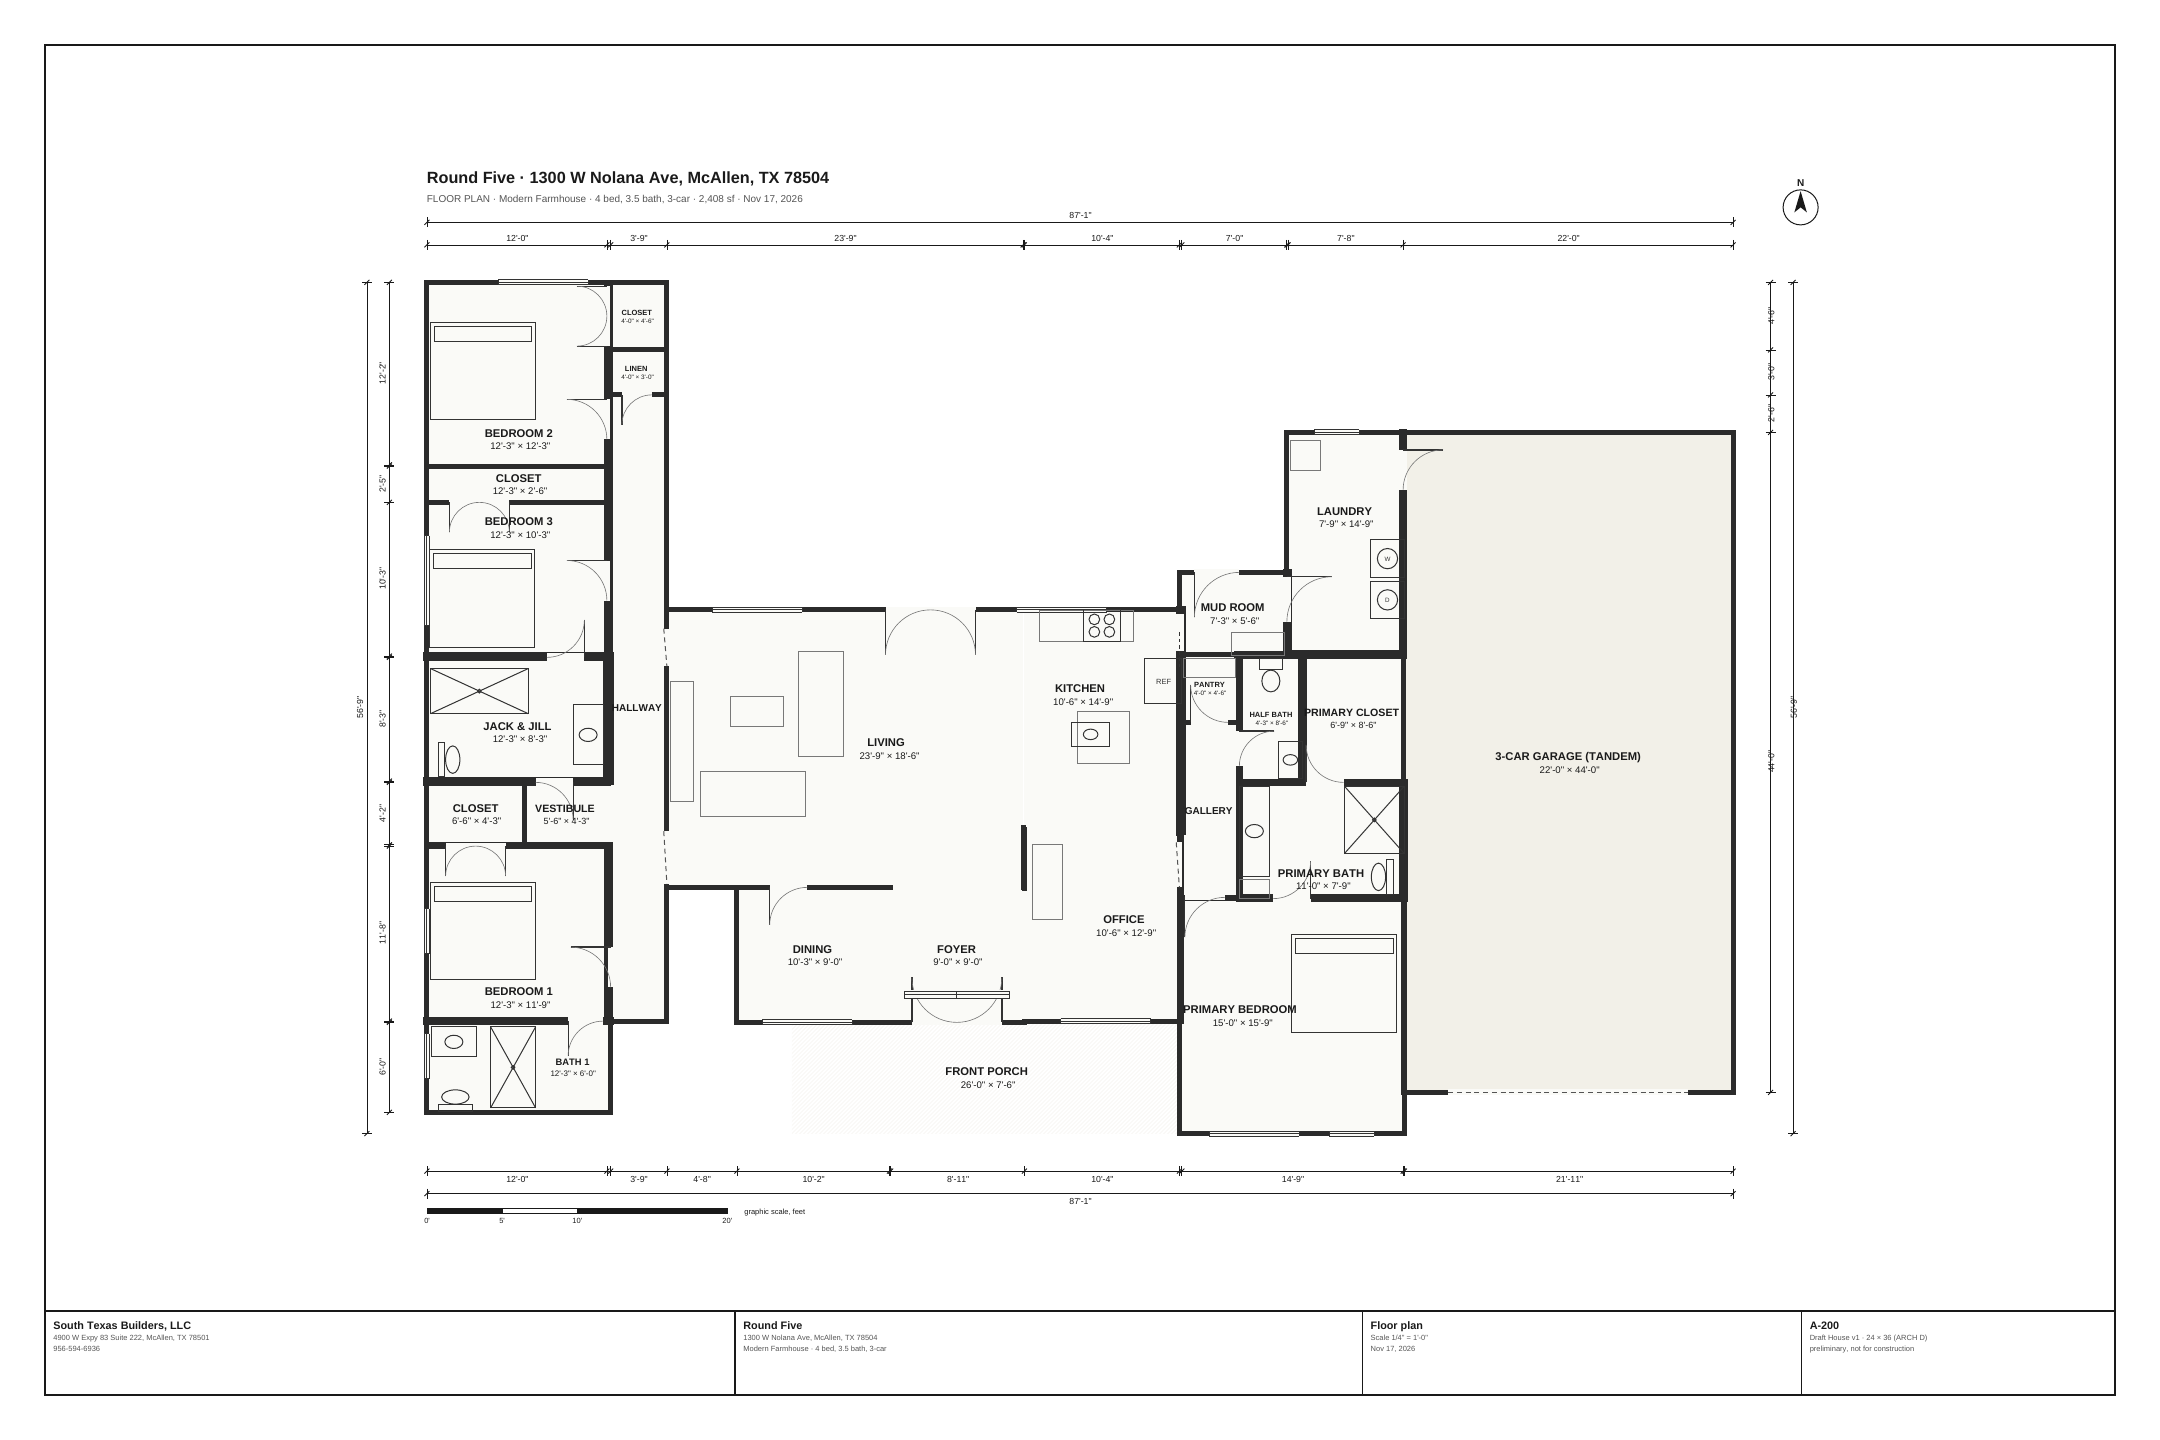 Round Five · 1300 W Nolana Ave, McAllen, TX 78504
FLOOR PLAN · Modern Farmhouse · 4 bed, 3.5 bath, 3-car · 2,408 sf · Nov 17, 2026
N
87'-1"
12'-0"
3'-9"
23'-9"
10'-4"
7'-0"
7'-8"
22'-0"
56'-9"
12'-2"
2'-5"
10'-3"
8'-3"
4'-2"
11'-8"
6'-0"
4'-6"
3'-0"
2'-6"
44'-0"
56'-9"
CLOSET
4'-0" × 4'-6"
LINEN
4'-0" × 3'-0"
BEDROOM 2
12'-3" × 12'-3"
CLOSET
12'-3" × 2'-6"
BEDROOM 3
12'-3" × 10'-3"
LAUNDRY
7'-9" × 14'-9"
W
D
MUD ROOM
7'-3" × 5'-6"
REF
PANTRY
4'-0" × 4'-6"
KITCHEN
10'-6" × 14'-9"
HALLWAY
HALF BATH
4'-3" × 8'-6"
PRIMARY CLOSET
6'-9" × 8'-6"
JACK & JILL
12'-3" × 8'-3"
LIVING
23'-9" × 18'-6"
3-CAR GARAGE (TANDEM)
22'-0" × 44'-0"
CLOSET
6'-6" × 4'-3"
VESTIBULE
5'-6" × 4'-3"
GALLERY
PRIMARY BATH
11'-0" × 7'-9"
OFFICE
10'-6" × 12'-9"
DINING
10'-3" × 9'-0"
FOYER
9'-0" × 9'-0"
BEDROOM 1
12'-3" × 11'-9"
PRIMARY BEDROOM
15'-0" × 15'-9"
BATH 1
12'-3" × 6'-0"
FRONT PORCH
26'-0" × 7'-6"
12'-0"
3'-9"
4'-8"
10'-2"
8'-11"
10'-4"
14'-9"
21'-11"
87'-1"
graphic scale, feet
0'
5'
10'
20'
South Texas Builders, LLC
4900 W Expy 83 Suite 222, McAllen, TX 78501
956-594-6936
Round Five
1300 W Nolana Ave, McAllen, TX 78504
Modern Farmhouse · 4 bed, 3.5 bath, 3-car
Floor plan
Scale 1/4" = 1'-0"
Nov 17, 2026
A-200
Draft House v1 · 24 × 36 (ARCH D)
preliminary, not for construction